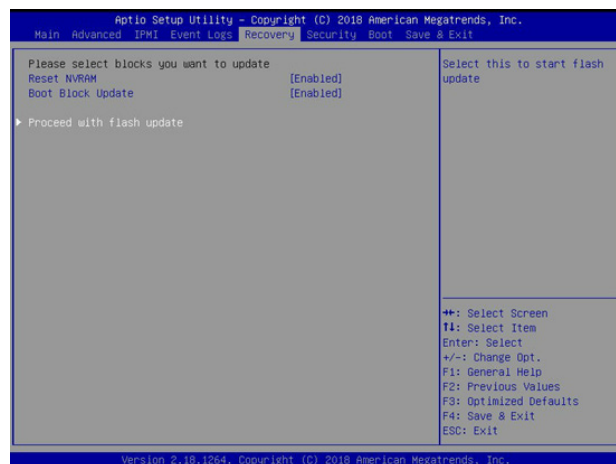 Aptio Setup Utility – Copyright (C) 2018 American Megatrends, Inc.
Main Advanced IPMI Event Logs Recovery Security Boot Save & Exit
Please select blocks you want to update
Reset NVRAM [Enabled]
Boot Block Update [Enabled]
▶ Proceed with flash update
Select this to start flash
update
→←: Select Screen
↑↓: Select Item
Enter: Select
+/-: Change Opt.
F1: General Help
F2: Previous Values
F3: Optimized Defaults
F4: Save & Exit
ESC: Exit
Version 2.18.1264. Copyright (C) 2018 American Megatrends, Inc.